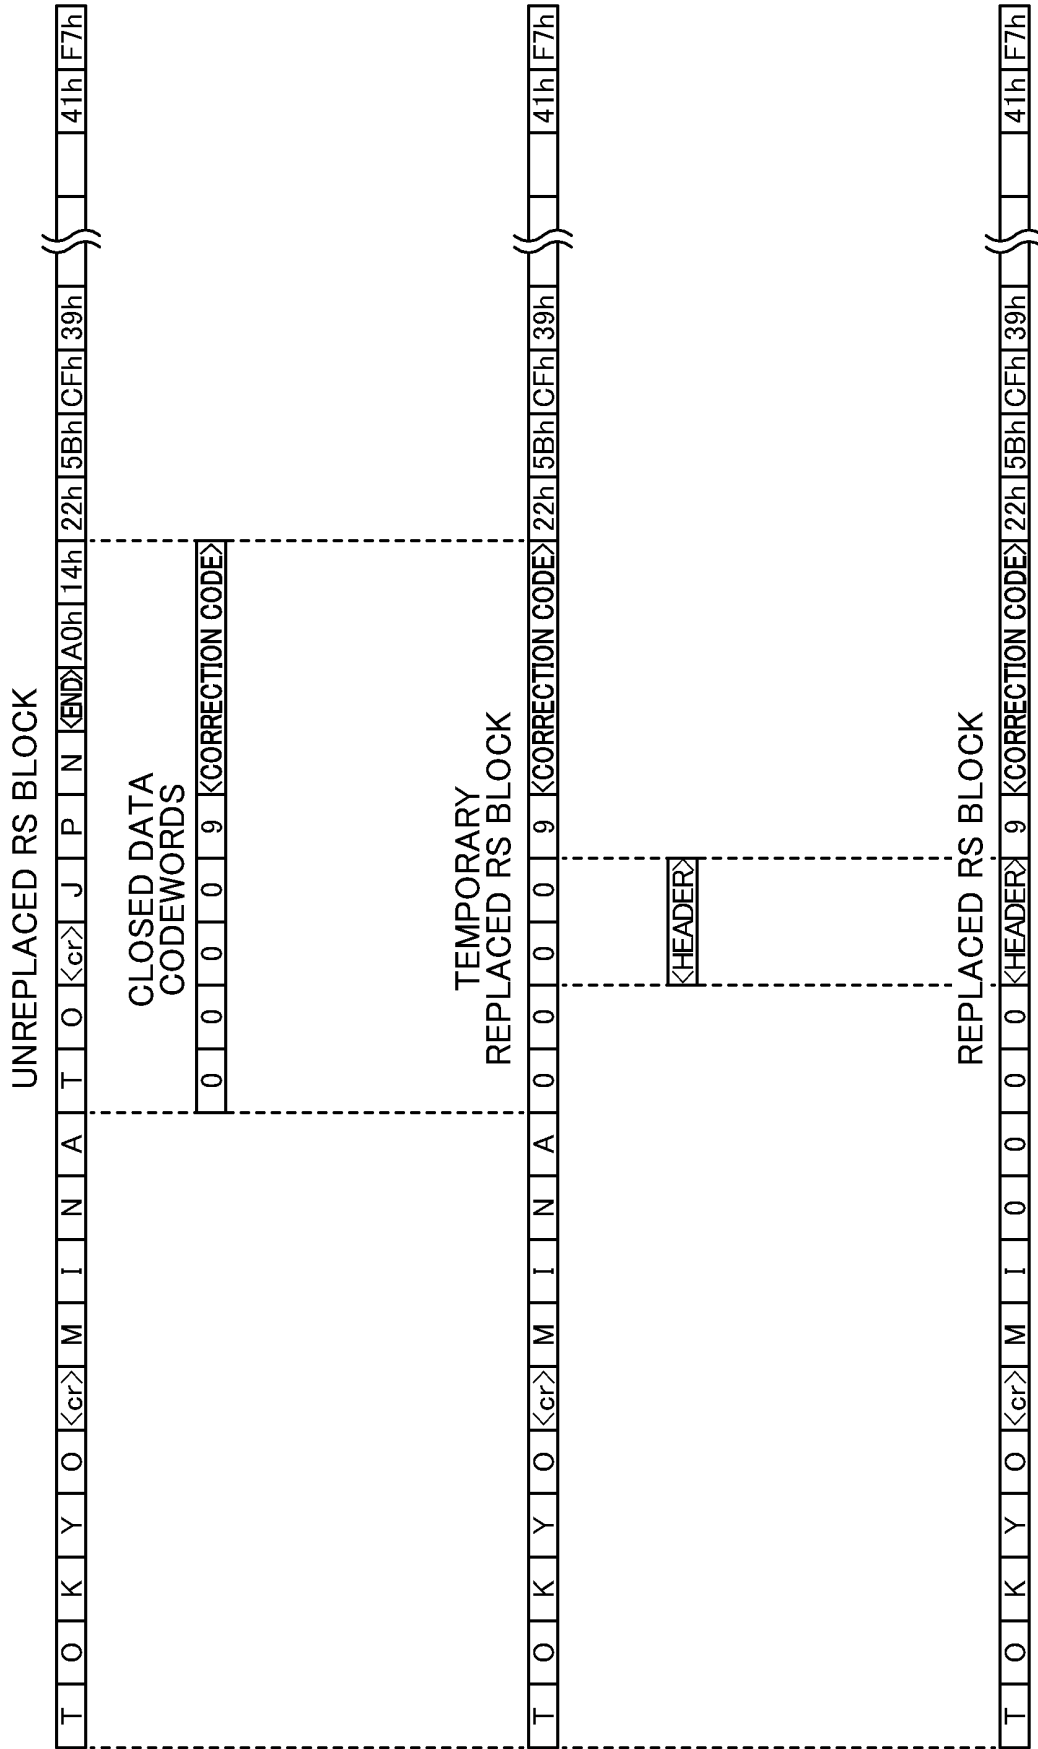 UNREPLACED RS BLOCK
T O K Y O <cr> M I N A T O <cr> J P N <END> A0h 14h 22h 5Bh CFh 39h 41h F7h
CLOSED DATA
CODEWORDS
0 0 0 0 9 <CORRECTION CODE>
TEMPORARY
REPLACED RS BLOCK
T O K Y O <cr> M I N A 0 0 0 0 9 <CORRECTION CODE> 22h 5Bh CFh 39h 41h F7h
<HEADER>
REPLACED RS BLOCK
T O K Y O <cr> M I 0 0 0 0 <HEADER> 9 <CORRECTION CODE> 22h 5Bh CFh 39h 41h F7h